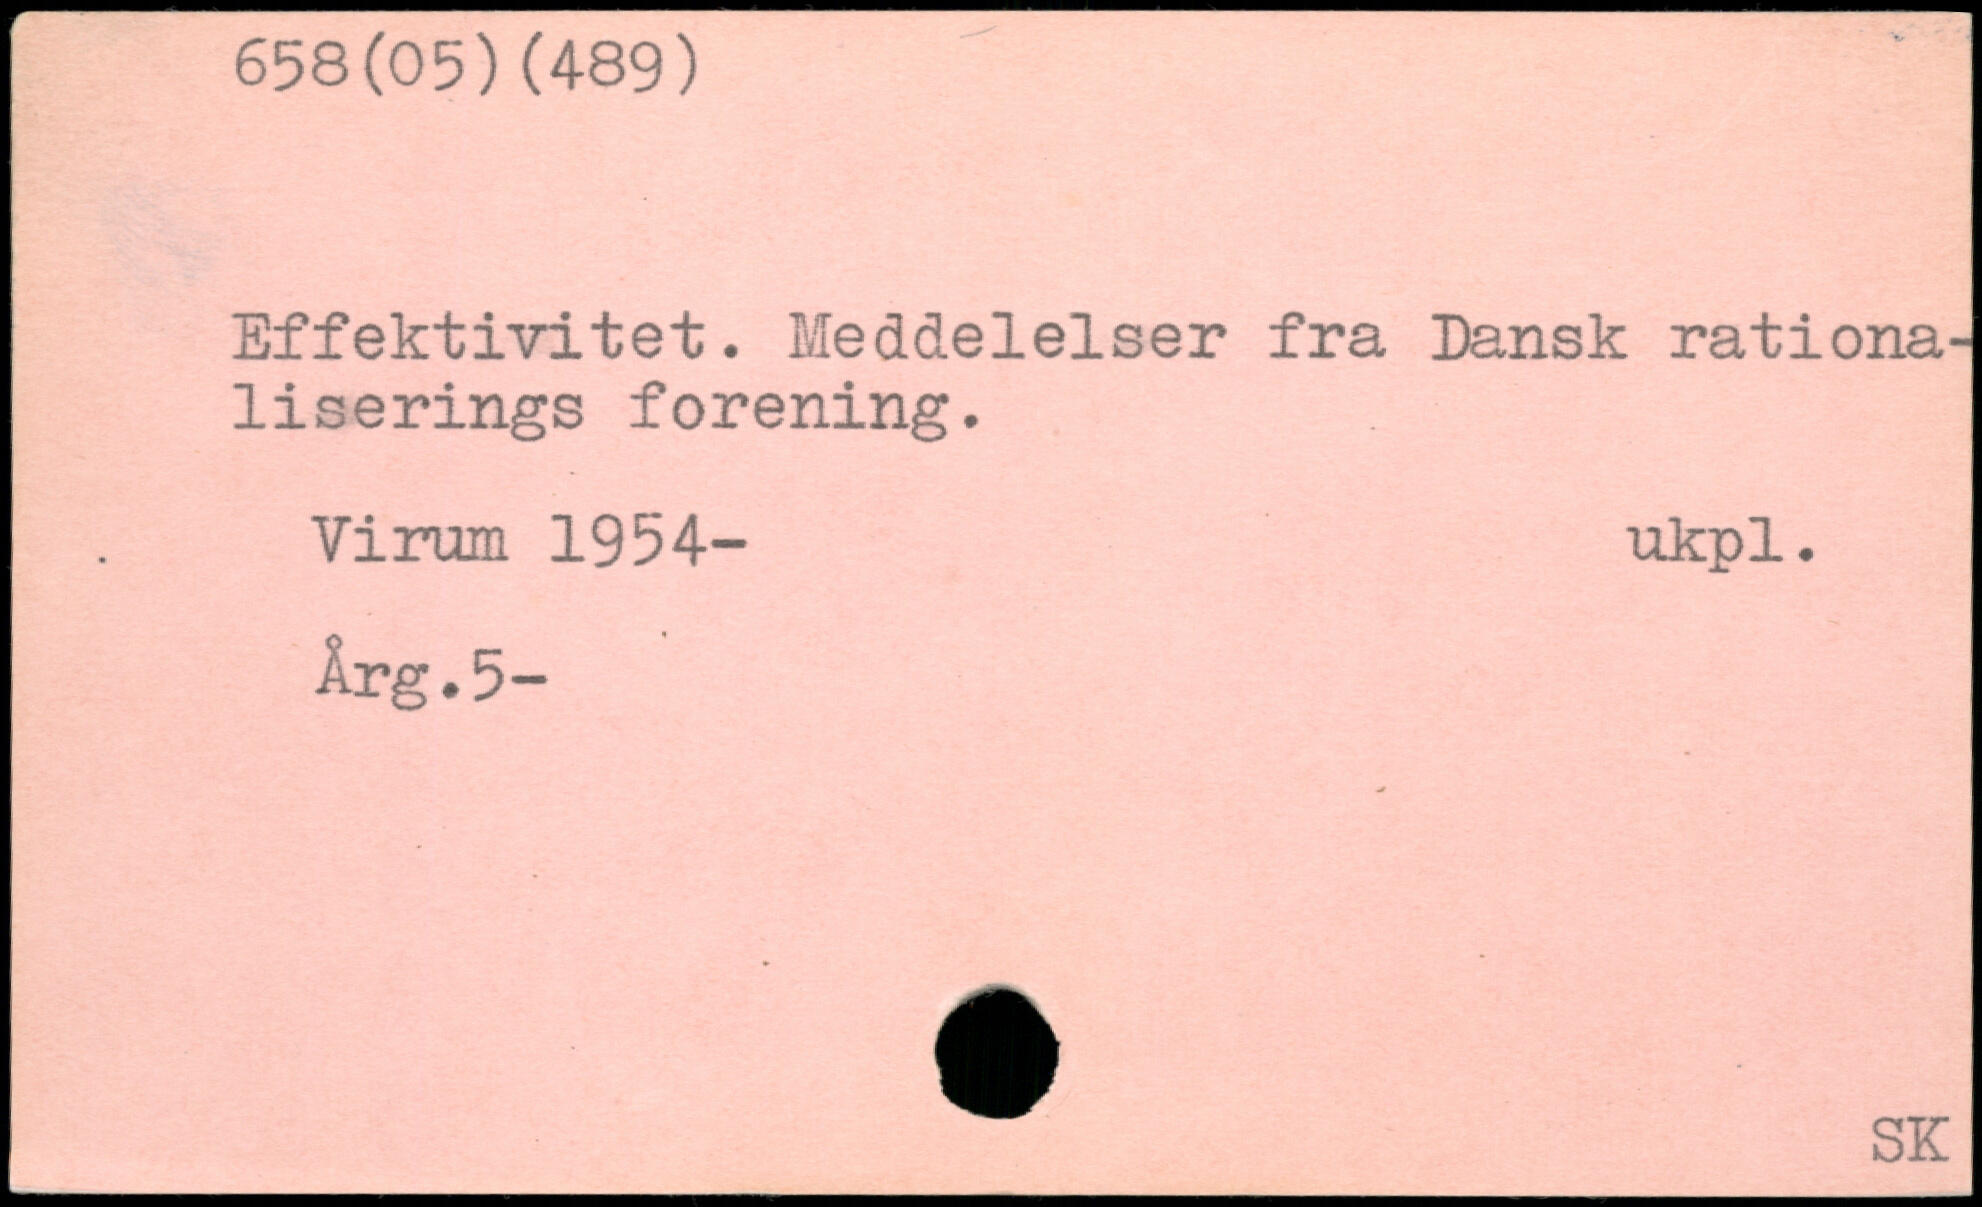 658(05)(489)
Effektivitet. Meddelelser fra Dansk rationa-
liserings forening.
Virum 1954- ukpl.
Årg.5-
SK